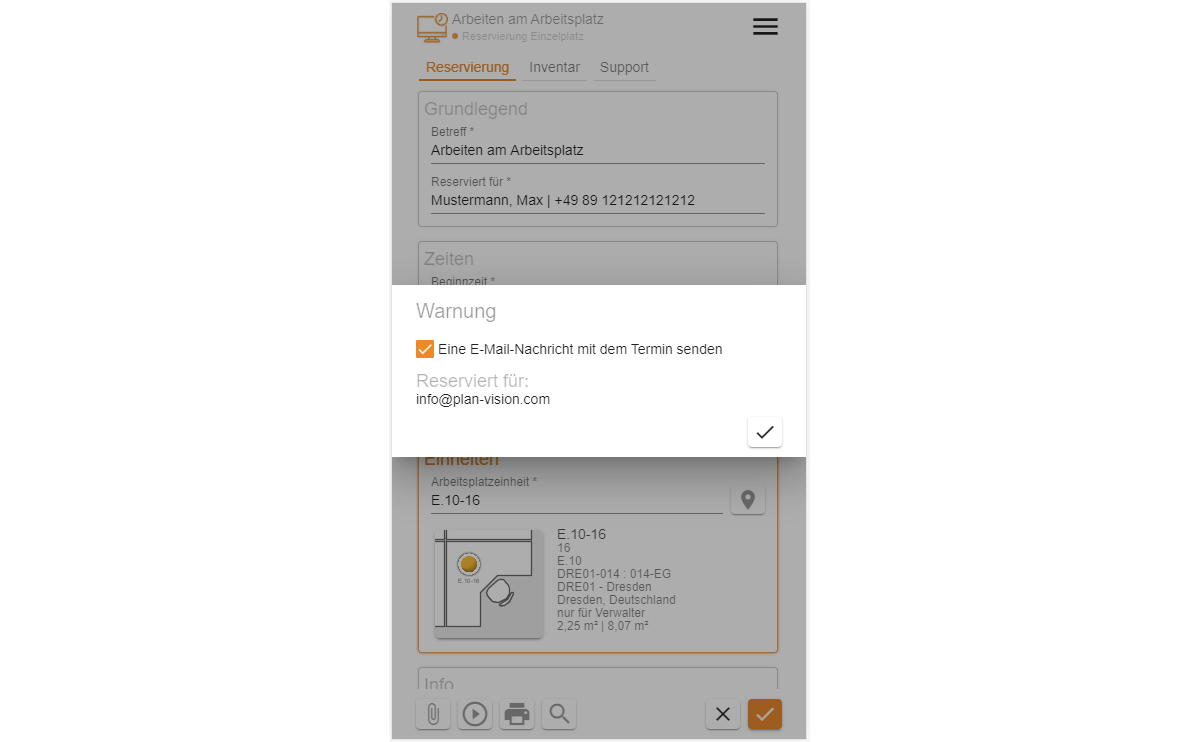 Arbeiten am Arbeitsplatz
Reservierung Einzelplatz
Reservierung Inventar Support
Grundlegend
Betreff *
Arbeiten am Arbeitsplatz
Reserviert für *
Mustermann, Max | +49 89 121212121212
Zeiten
Beginnzeit *
Warnung
Eine E-Mail-Nachricht mit dem Termin senden
Reserviert für:
info@plan-vision.com
Einheiten
Arbeitsplatzeinheit *
E.10-16
E.10-16
E.10-16
16
E.10
DRE01-014 : 014-EG
DRE01 - Dresden
Dresden, Deutschland
nur für Verwalter
2,25 m² | 8,07 m²
Info